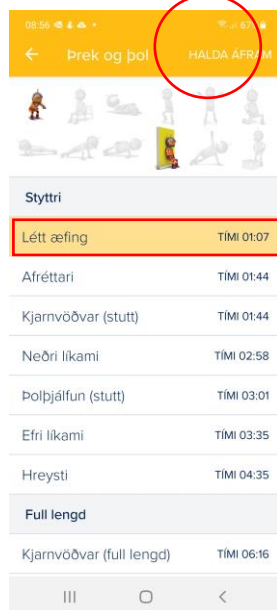 08:56
67
Þrek og þol HALDA ÁFRAM
Styttri
Létt æfing TÍMI 01:07
Afréttari TÍMI 01:44
Kjarnvöðvar (stutt) TÍMI 01:44
Neðri líkami TÍMI 02:58
Þolþjálfun (stutt) TÍMI 03:01
Efri líkami TÍMI 03:35
Hreysti TÍMI 04:35
Full lengd
Kjarnvöðvar (full lengd) TÍMI 06:16